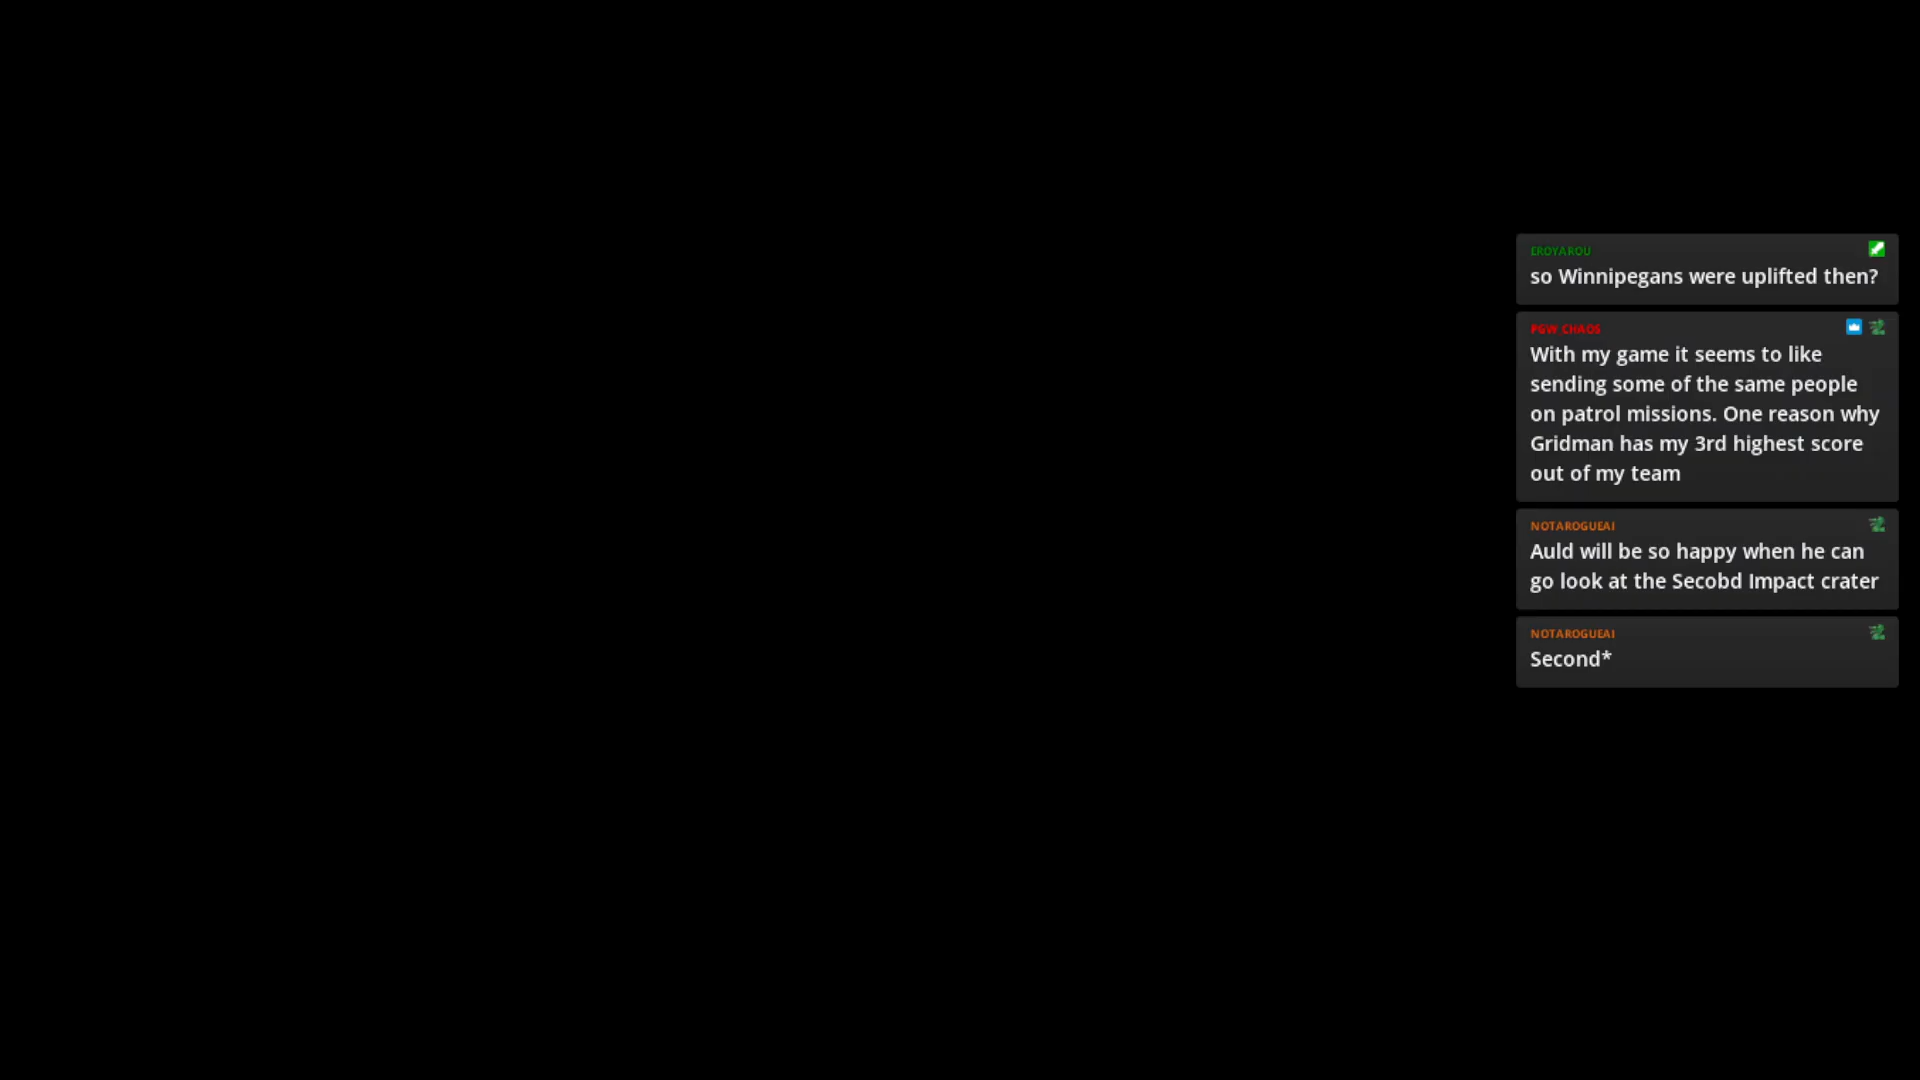 EROYAROU
so Winnipegans were uplifted then?
PGW CHAOS
With my game it seems to like
sending some of the same people
on patrol missions. One reason why
Gridman has my 3rd highest score
out of my team
NOTAROGUEAI
Auld will be so happy when he can
go look at the Secobd Impact crater
NOTAROGUEAI
Second*